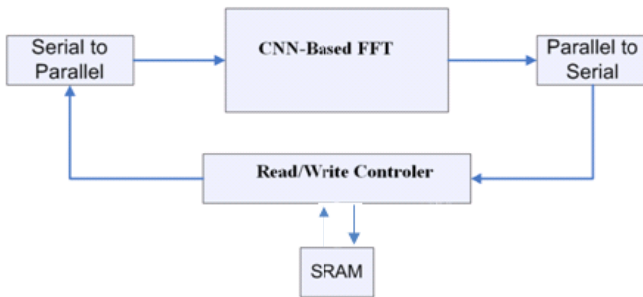 Serial to
Parallel
CNN-Based FFT
Parallel to
Serial
Read/Write Controler
SRAM